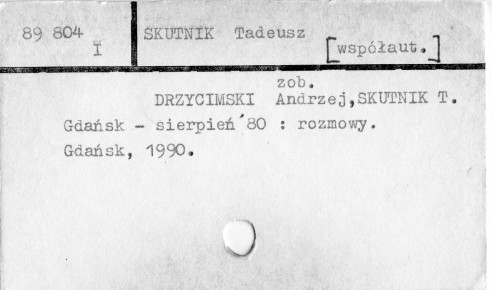 89 804 SKUTNIK Tadeusz
I [współaut.]
zob.
DRZYCIMSKI Andrzej,SKUTNIK T.
Gdańsk - sierpień'80 : rozmowy.
Gdańsk, 1990.